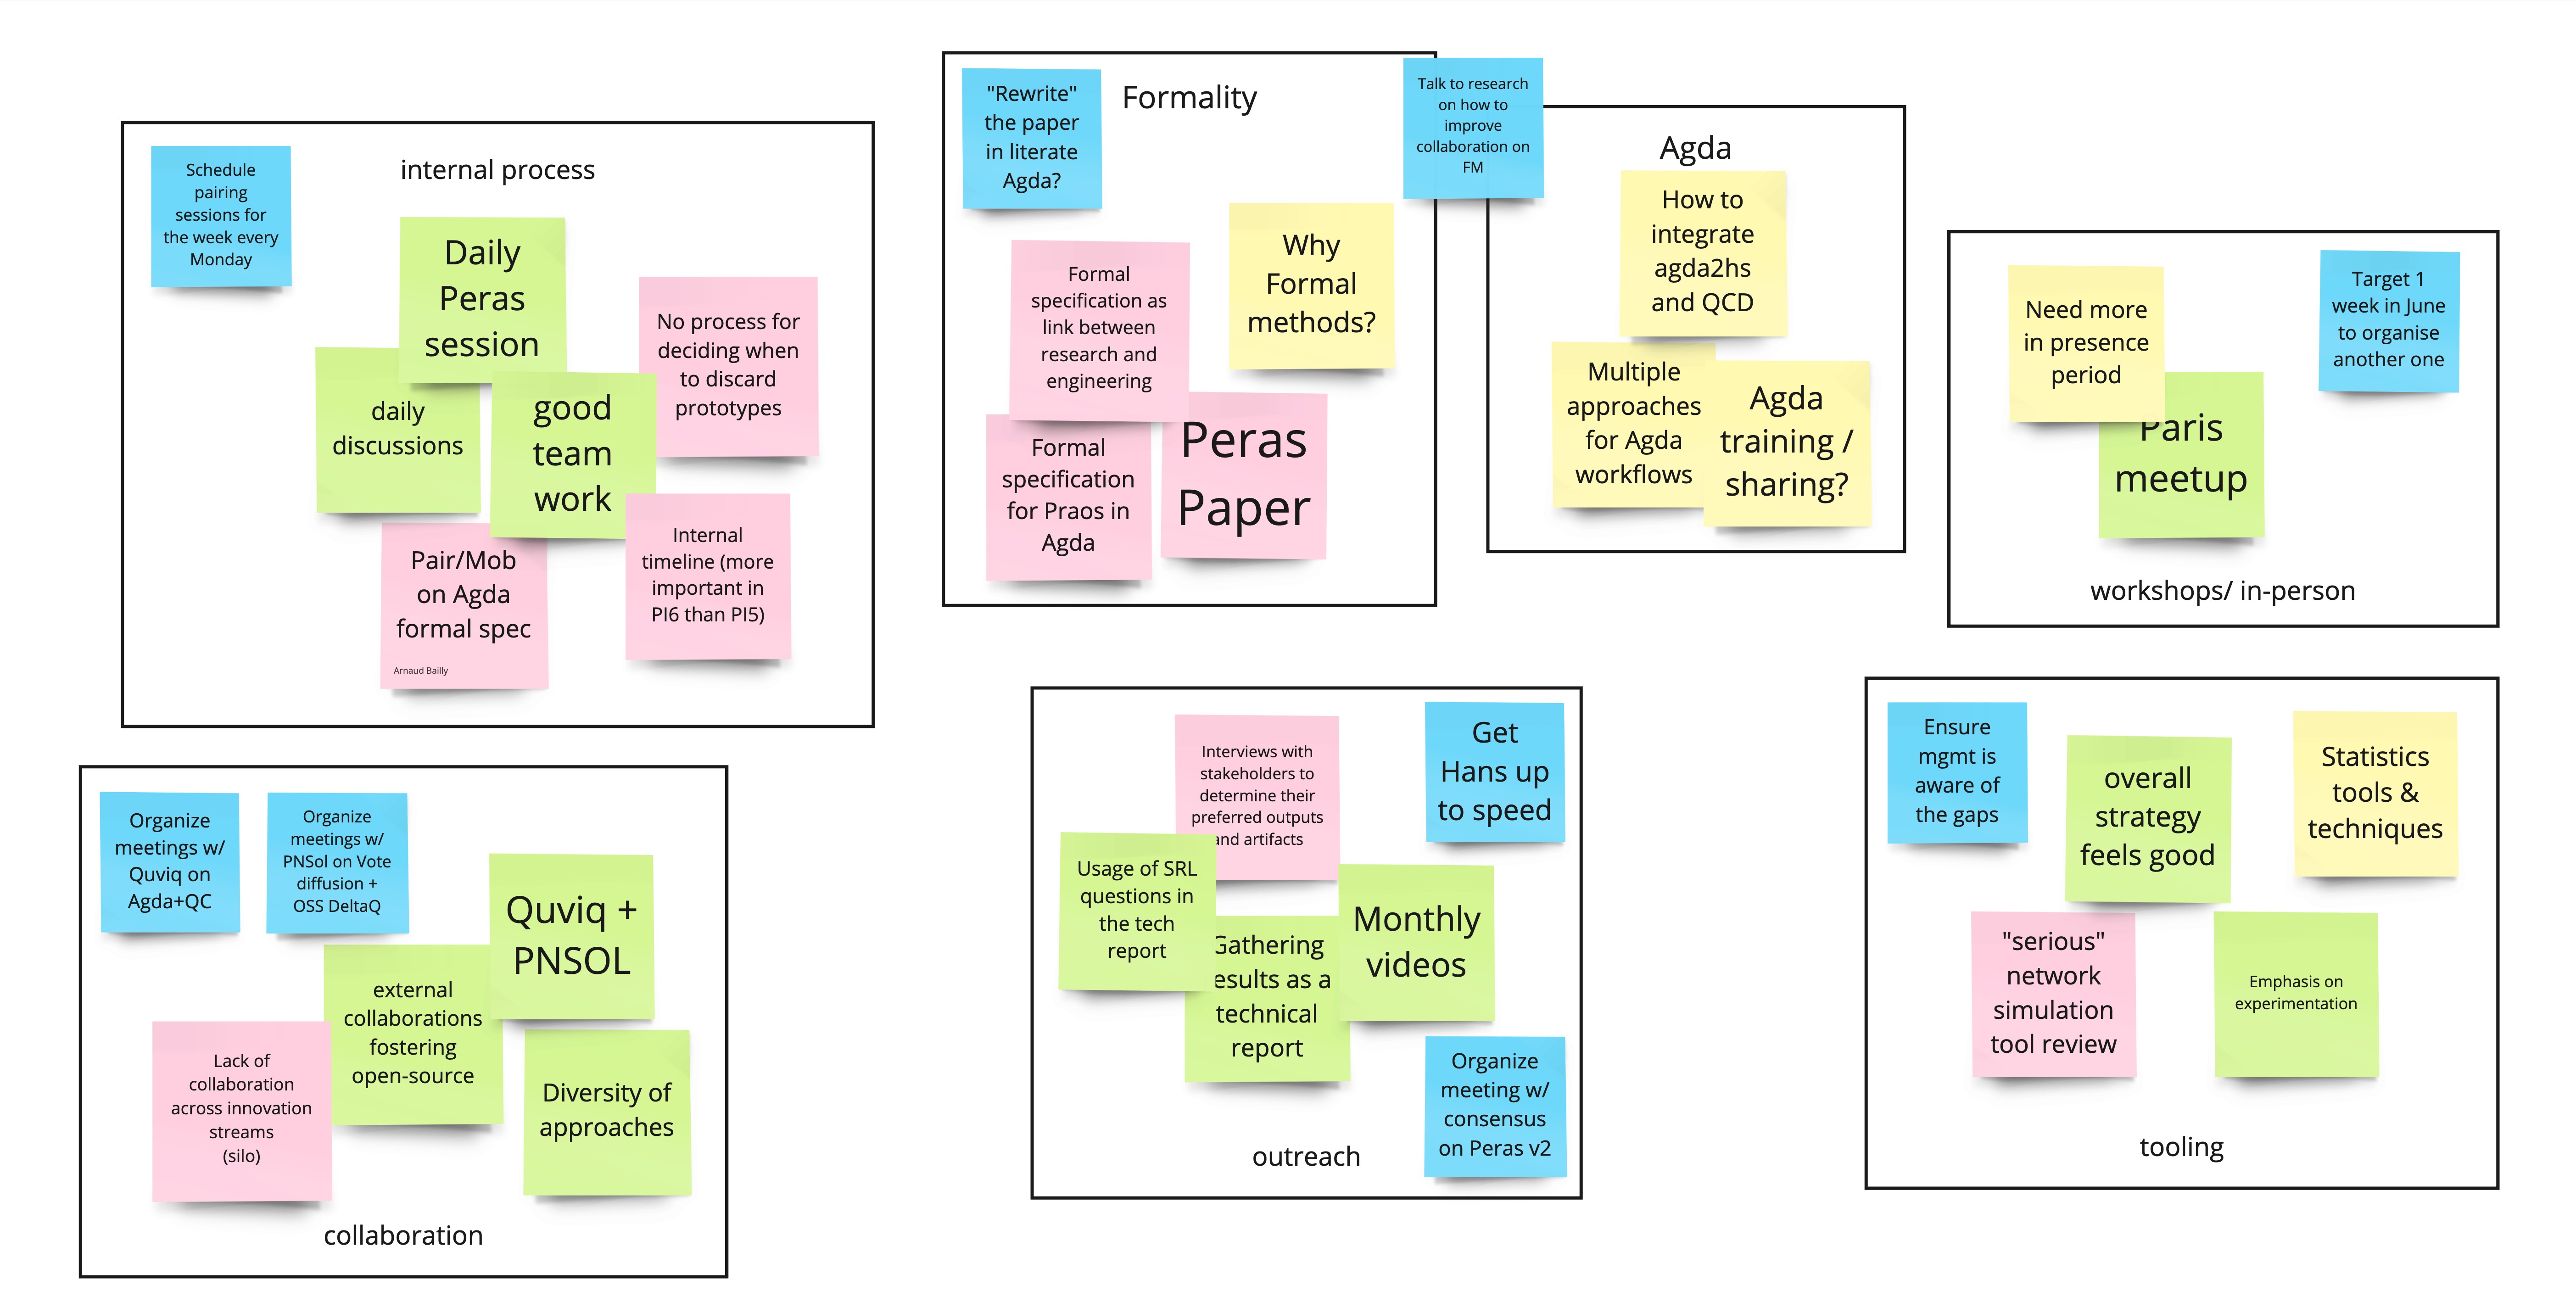 internal process
Schedule
pairing
sessions for
the week every
Monday
Daily
Peras
session
daily
discussions
good
team
work
No process for
deciding when
to discard
prototypes
Pair/Mob
on Agda
formal spec
Arnaud Bailly
Internal
timeline (more
important in
PI6 than PI5)
Formality
"Rewrite"
the paper
in literate
Agda?
Why
Formal
methods?
Formal
specification as
link between
research and
engineering
Formal
specification
for Praos in
Agda
Peras
Paper
Talk to research
on how to
improve
collaboration on
FM
Agda
How to
integrate
agda2hs
and QCD
Multiple
approaches
for Agda
workflows
Agda
training /
sharing?
Need more
in presence
period
Paris
meetup
Target 1
week in June
to organise
another one
workshops/ in-person
Organize
meetings w/
Quviq on
Agda+QC
Organize
meetings w/
PNSol on Vote
diffusion +
OSS DeltaQ
Quviq +
PNSOL
external
collaborations
fostering
open-source
Lack of
collaboration
across innovation
streams
(silo)
Diversity of
approaches
collaboration
Interviews with
stakeholders to
determine their
preferred outputs
and artifacts
Get
Hans up
to speed
Usage of SRL
questions in
the tech
report
Gathering
results as a
technical
report
Monthly
videos
Organize
meeting w/
consensus
on Peras v2
outreach
Ensure
mgmt is
aware of
the gaps
overall
strategy
feels good
Statistics
tools &
techniques
"serious"
network
simulation
tool review
Emphasis on
experimentation
tooling